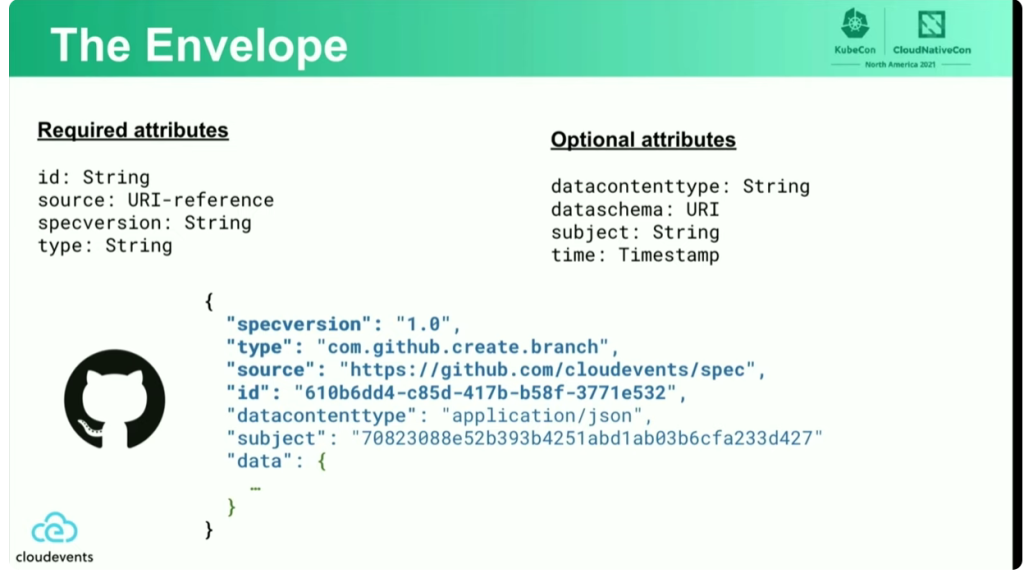 The Envelope
KubeCon
CloudNativeCon
North America 2021
Required attributes
id: String
source: URI-reference
specversion: String
type: String
Optional attributes
datacontenttype: String
dataschema: URI
subject: String
time: Timestamp
{
"specversion": "1.0",
"type": "com.github.create.branch",
"source": "https://github.com/cloudevents/spec",
"id": "610b6dd4-c85d-417b-b58f-3771e532",
"datacontenttype": "application/json",
"subject": "70823088e52b393b4251abd1ab03b6cfa233d427"
"data": {
…
}
}
cloudevents